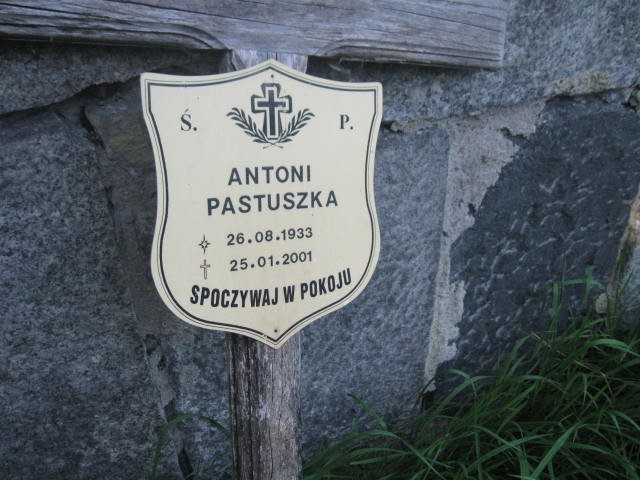 Ś. P.
ANTONI
PASTUSZKA
26.08.1933
25.01.2001
SPOCZYWAJ W POKOJU